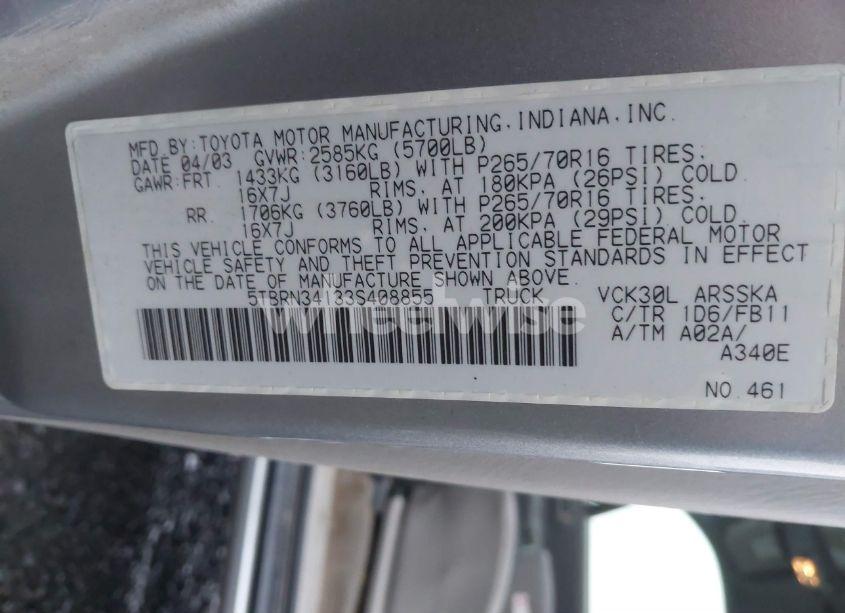 MFD BY:TOYOTA MOTOR MANUFACTURING, INDIANA, INC.
DATE 04/03 GVWR:2585KG (5700LB)
GAWR:FRT. 1433KG (3160LB) WITH P265/70R16 TIRES.
16X7J RIMS. AT 180KPA (26PSI) COLD.
RR. 1706KG (3760LB) WITH P265/70R16 TIRES.
16X7J RIMS. AT 200KPA (29PSI) COLD.
THIS VEHICLE CONFORMS TO ALL APPLICABLE FEDERAL MOTOR
VEHICLE SAFETY AND THEFT PREVENTION STANDARDS IN EFFECT
ON THE DATE OF MANUFACTURE SHOWN ABOVE.
TRUCK VCK30L ARSSKA
C/TR 1D6/FB11
A/TM A02A/
A340E
NO.461
wheelwise